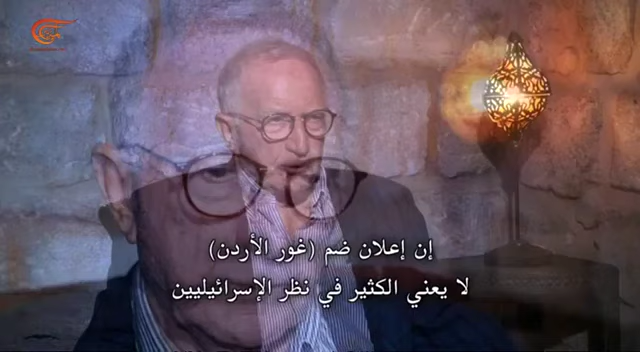 إن إعلان ضم (غور الأردن)
لا يعني الكثير في نظر الإسرائيليين